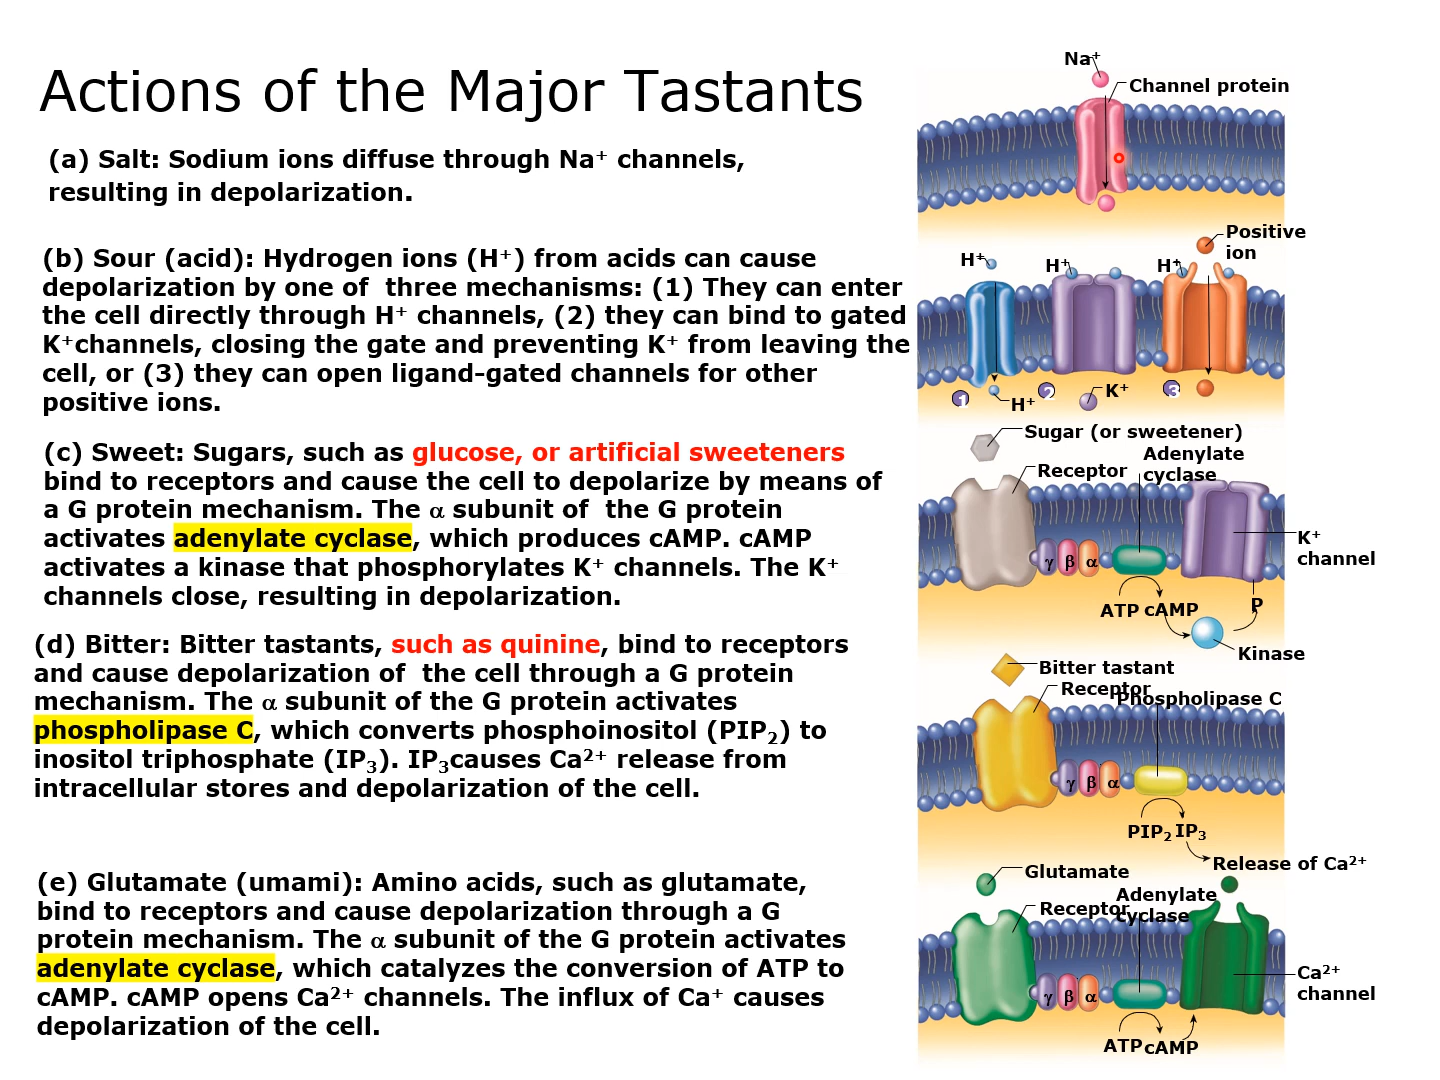 Actions of the Major Tastants
(a) Salt: Sodium ions diffuse through Na⁺ channels,
resulting in depolarization.
(b) Sour (acid): Hydrogen ions (H⁺) from acids can cause
depolarization by one of  three mechanisms: (1) They can enter
the cell directly through H⁺ channels, (2) they can bind to gated
K⁺channels, closing the gate and preventing K⁺ from leaving the
cell, or (3) they can open ligand-gated channels for other
positive ions.
(c) Sweet: Sugars, such as glucose, or artificial sweeteners
bind to receptors and cause the cell to depolarize by means of
a G protein mechanism. The α subunit of  the G protein
activates adenylate cyclase, which produces cAMP. cAMP
activates a kinase that phosphorylates K⁺ channels. The K⁺
channels close, resulting in depolarization.
(d) Bitter: Bitter tastants, such as quinine, bind to receptors
and cause depolarization of  the cell through a G protein
mechanism. The α subunit of the G protein activates
phospholipase C, which converts phosphoinositol (PIP₂) to
inositol triphosphate (IP₃). IP₃causes Ca²⁺ release from
intracellular stores and depolarization of the cell.
(e) Glutamate (umami): Amino acids, such as glutamate,
bind to receptors and cause depolarization through a G
protein mechanism. The α subunit of the G protein activates
adenylate cyclase, which catalyzes the conversion of ATP to
cAMP. cAMP opens Ca²⁺ channels. The influx of Ca⁺ causes
depolarization of the cell.
Na⁺
Channel protein
Positive
ion
H⁺
H⁺
H⁺
1
H⁺
2
K⁺
3
Sugar (or sweetener)
Receptor
Adenylate
cyclase
K⁺
channel
γ β α
ATP cAMP
P
Kinase
Bitter tastant
Receptor
Phospholipase C
γ β α
PIP₂ IP₃
Release of Ca²⁺
Glutamate
Receptor
Adenylate
cyclase
Ca²⁺
channel
γ β α
ATP cAMP